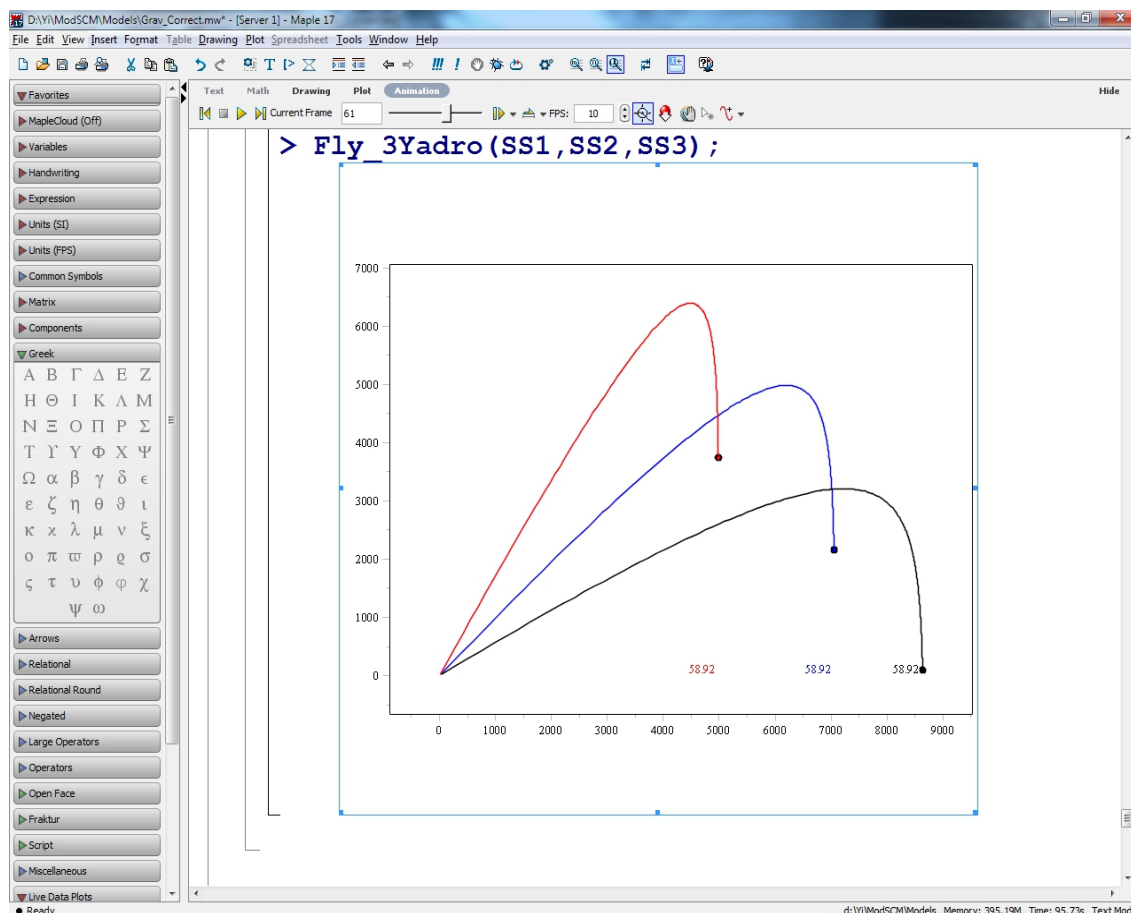 D:\Yi\ModSCM\Models\Grav_Correct.mw* - [Server 1] - Maple 17
File Edit View Insert Format Table Drawing Plot Spreadsheet Tools Window Help
Text Math Drawing Plot Animation Hide
Current Frame 61 FPS: 10
> Fly_3Yadro(SS1,SS2,SS3);
Favorites
MapleCloud (Off)
Variables
Handwriting
Expression
Units (SI)
Units (FPS)
Common Symbols
Matrix
Components
Greek
Α Β Γ Δ Ε Ζ
Η Θ Ι Κ Λ Μ
Ν Ξ Ο Π Ρ Σ
Τ ϒ Υ Φ Χ Ψ
Ω α β γ δ ϵ
ε ζ η θ ϑ ι
κ ϰ λ μ ν ξ
ο π ϖ ρ ϱ σ
ς τ υ ϕ φ χ
ψ ω
Arrows
Relational
Relational Round
Negated
Large Operators
Operators
Open Face
Fraktur
Script
Miscellaneous
Live Data Plots
7000
6000
5000
4000
3000
2000
1000
0
58.92 58.92 58.92
0 1000 2000 3000 4000 5000 6000 7000 8000 9000
Ready
d:\Yi\ModSCM\Models Memory: 395.19M Time: 95.73s Text Mod